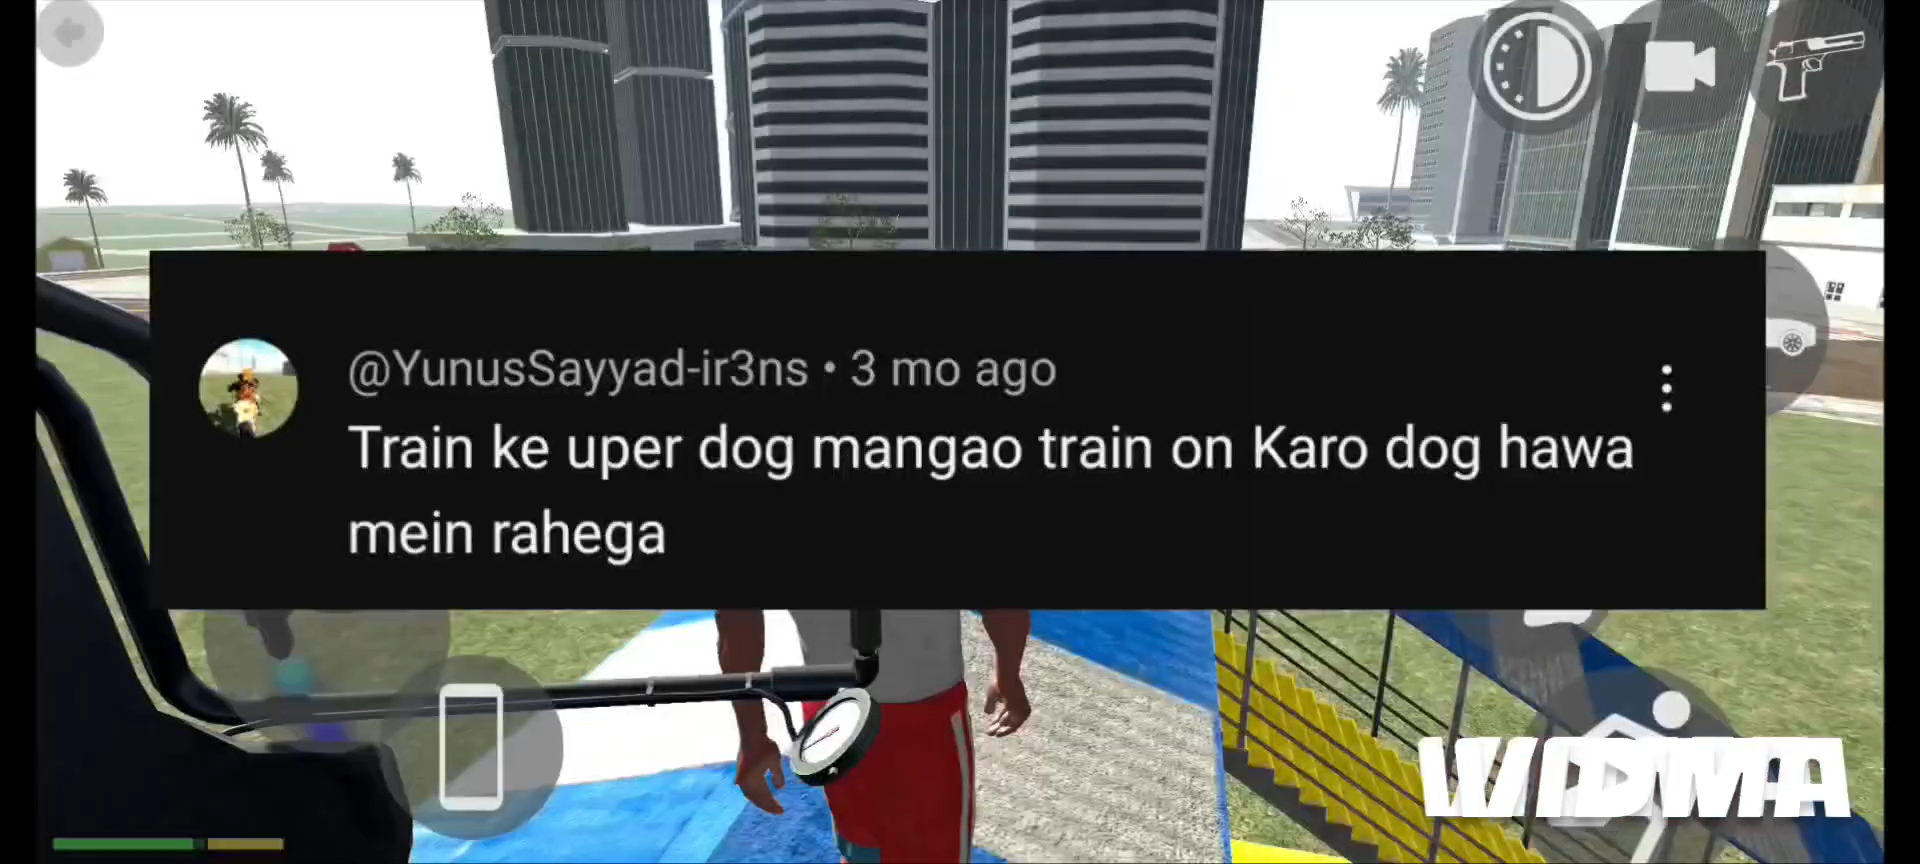 @YunusSayyad-ir3ns • 3 mo ago
Train ke uper dog mangao train on Karo dog hawa
mein rahega
WIDMA